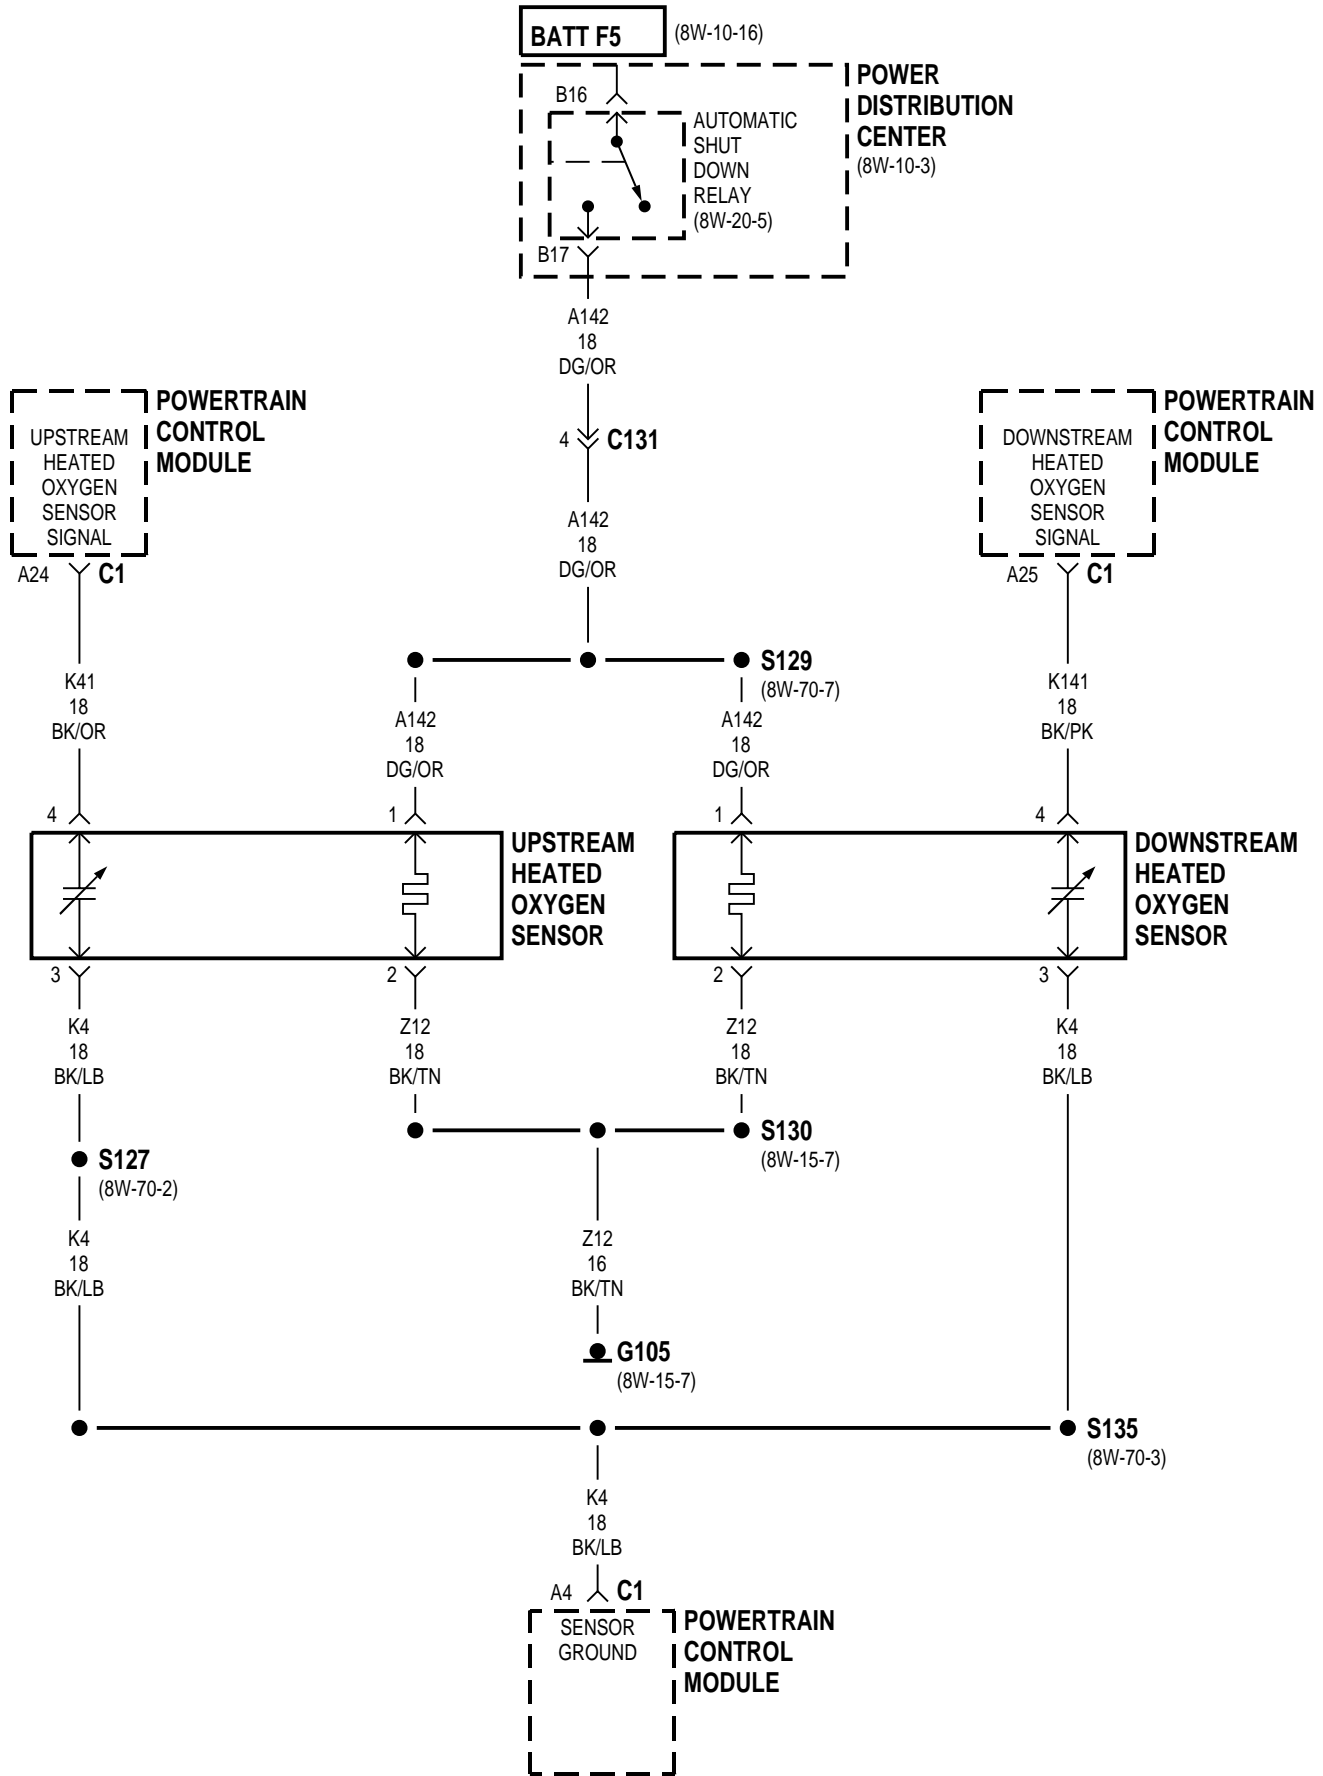 BATT F5
(8W-10-16)
POWER
DISTRIBUTION
CENTER
(8W-10-3)
B16
AUTOMATIC
SHUT
DOWN
RELAY
(8W-20-5)
B17
A142
18
DG/OR
4
C131
A142
18
DG/OR
POWERTRAIN
CONTROL
MODULE
UPSTREAM
HEATED
OXYGEN
SENSOR
SIGNAL
A24
C1
POWERTRAIN
CONTROL
MODULE
DOWNSTREAM
HEATED
OXYGEN
SENSOR
SIGNAL
A25
C1
S129
(8W-70-7)
K41
18
BK/OR
A142
18
DG/OR
A142
18
DG/OR
K141
18
BK/PK
4
1
1
4
UPSTREAM
HEATED
OXYGEN
SENSOR
DOWNSTREAM
HEATED
OXYGEN
SENSOR
3
2
2
3
K4
18
BK/LB
Z12
18
BK/TN
Z12
18
BK/TN
K4
18
BK/LB
S130
(8W-15-7)
S127
(8W-70-2)
K4
18
BK/LB
Z12
16
BK/TN
G105
(8W-15-7)
S135
(8W-70-3)
K4
18
BK/LB
A4
C1
SENSOR
GROUND
POWERTRAIN
CONTROL
MODULE